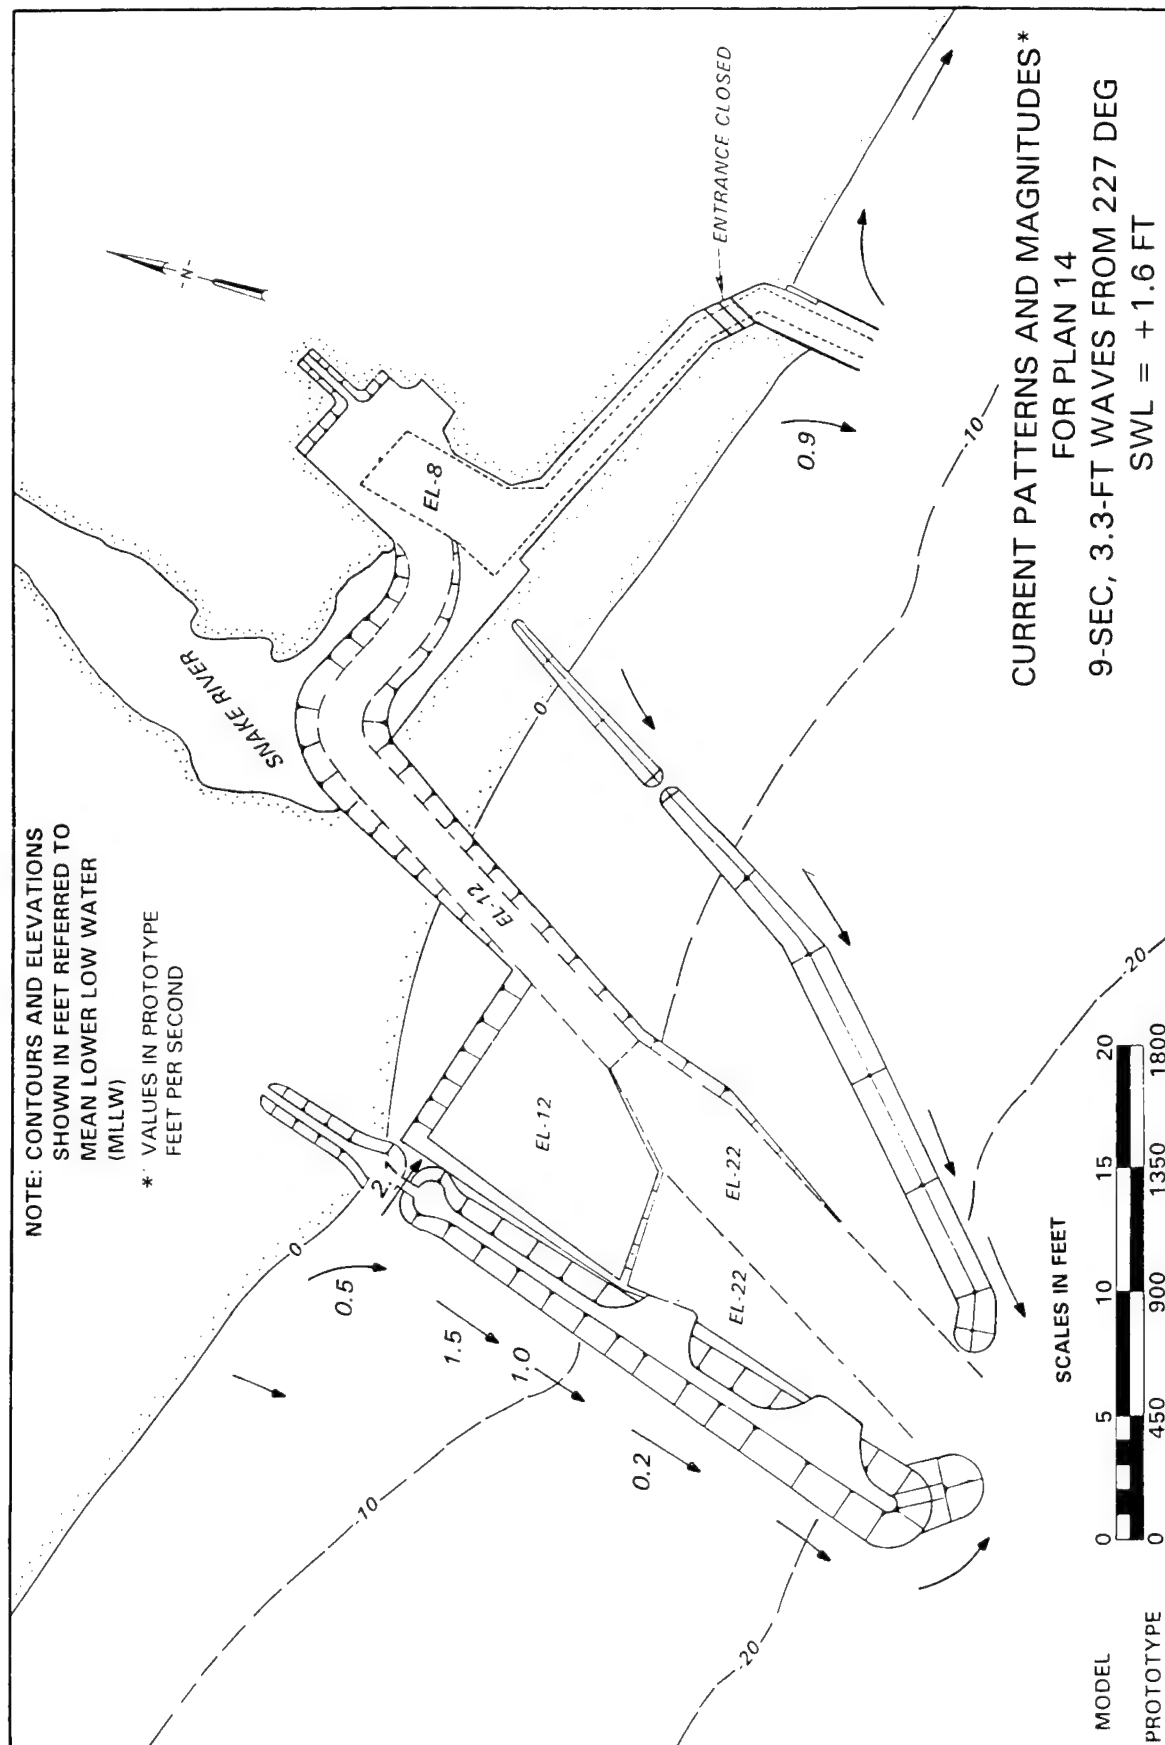 NOTE: CONTOURS AND ELEVATIONS
SHOWN IN FEET REFERRED TO
MEAN LOWER LOW WATER
(MLLW)
* VALUES IN PROTOTYPE
FEET PER SECOND
SNAKE RIVER
N
ENTRANCE CLOSED
EL-8
EL-12
EL-12
EL-22
EL-22
0
0
-10
-10
-20
-20
2.1
0.5
1.5
1.0
0.2
0.9
CURRENT PATTERNS AND MAGNITUDES*
FOR PLAN 14
9-SEC, 3.3-FT WAVES FROM 227 DEG
SWL = +1.6 FT
SCALES IN FEET
MODEL 0 5 10 15 20
PROTOTYPE 0 450 900 1350 1800